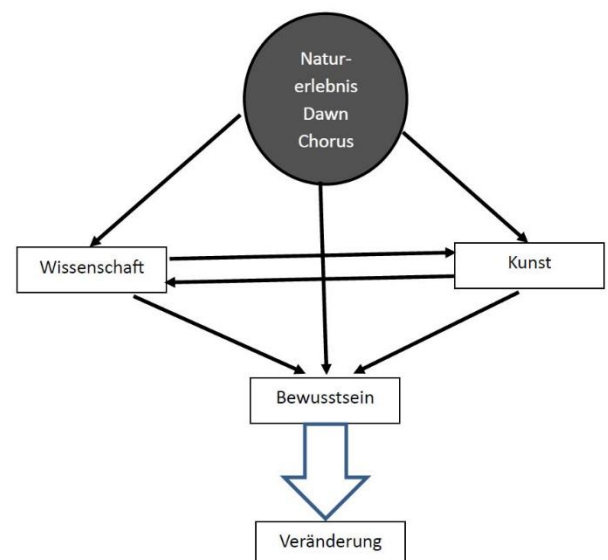 Natur-
erlebnis
Dawn
Chorus
Wissenschaft
Kunst
Bewusstsein
Veränderung